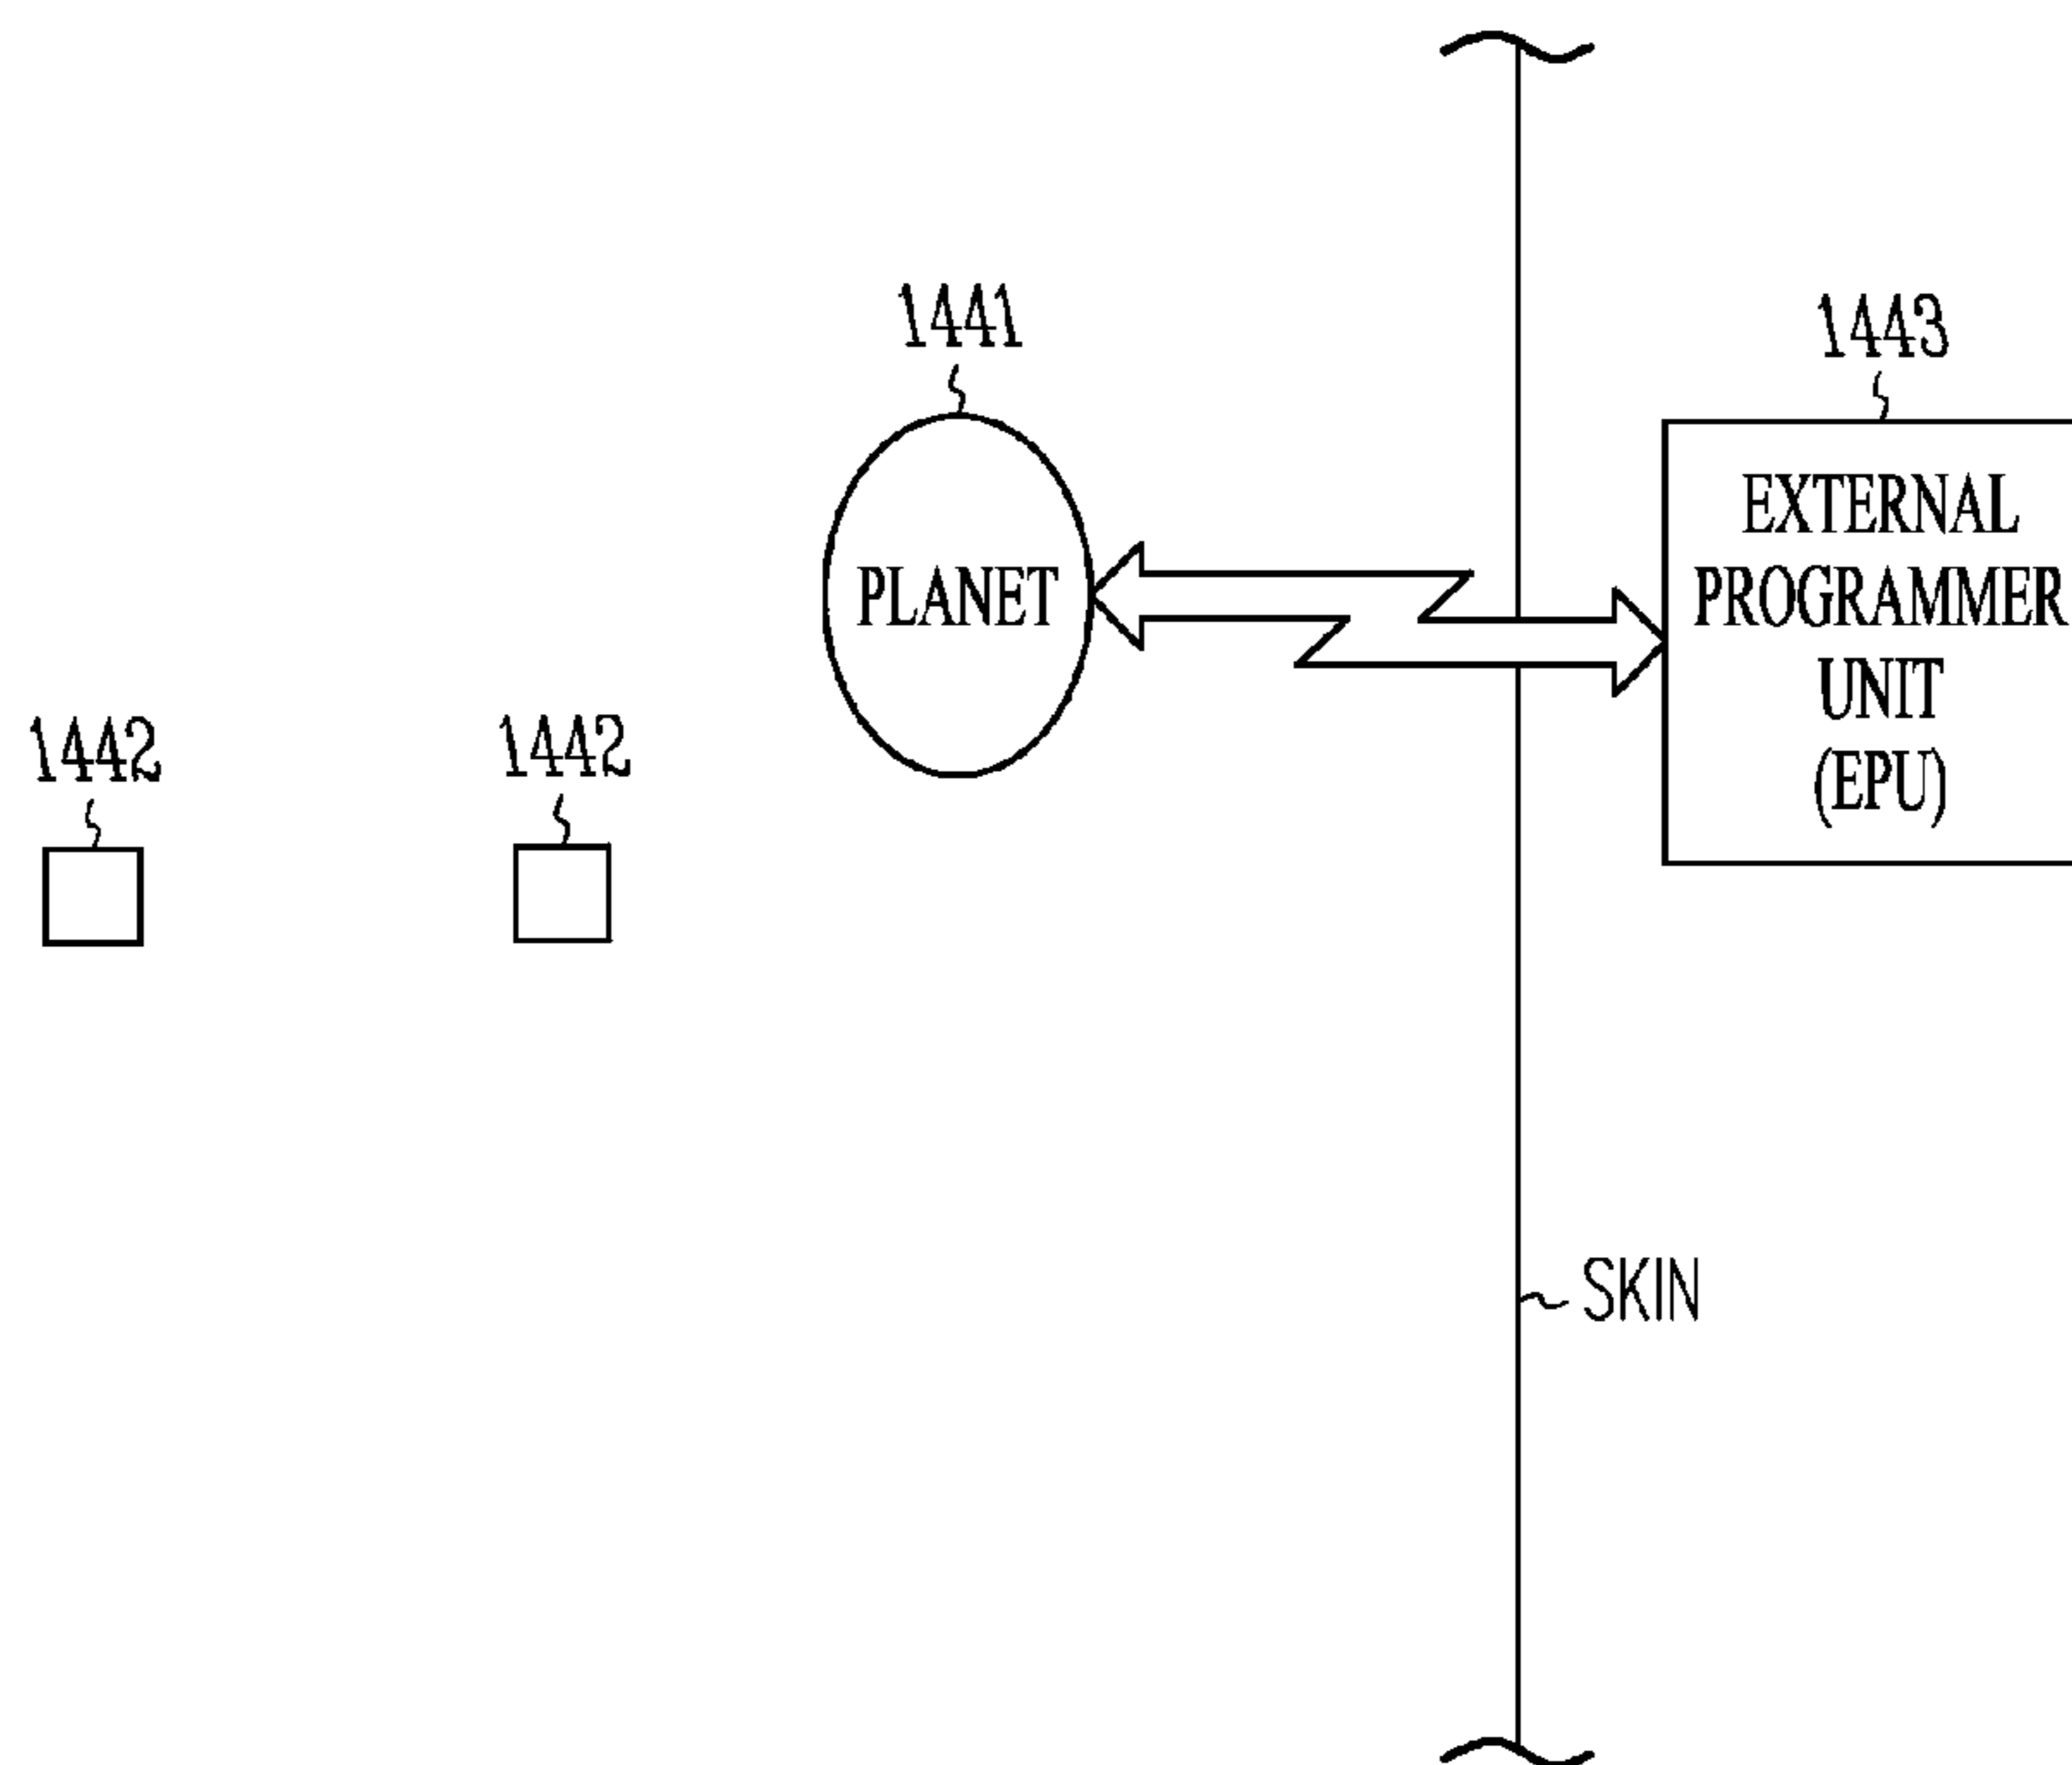 1441
1443
PLANET
EXTERNAL
PROGRAMMER
UNIT
(EPU)
1442
1442
SKIN